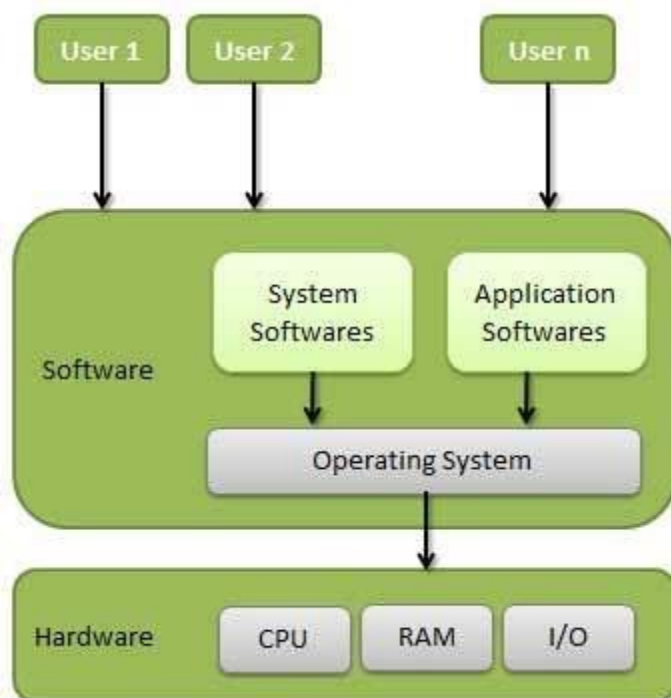 User 1
User 2
User n
System
Softwares
Application
Softwares
Software
Operating System
Hardware
CPU
RAM
I/O